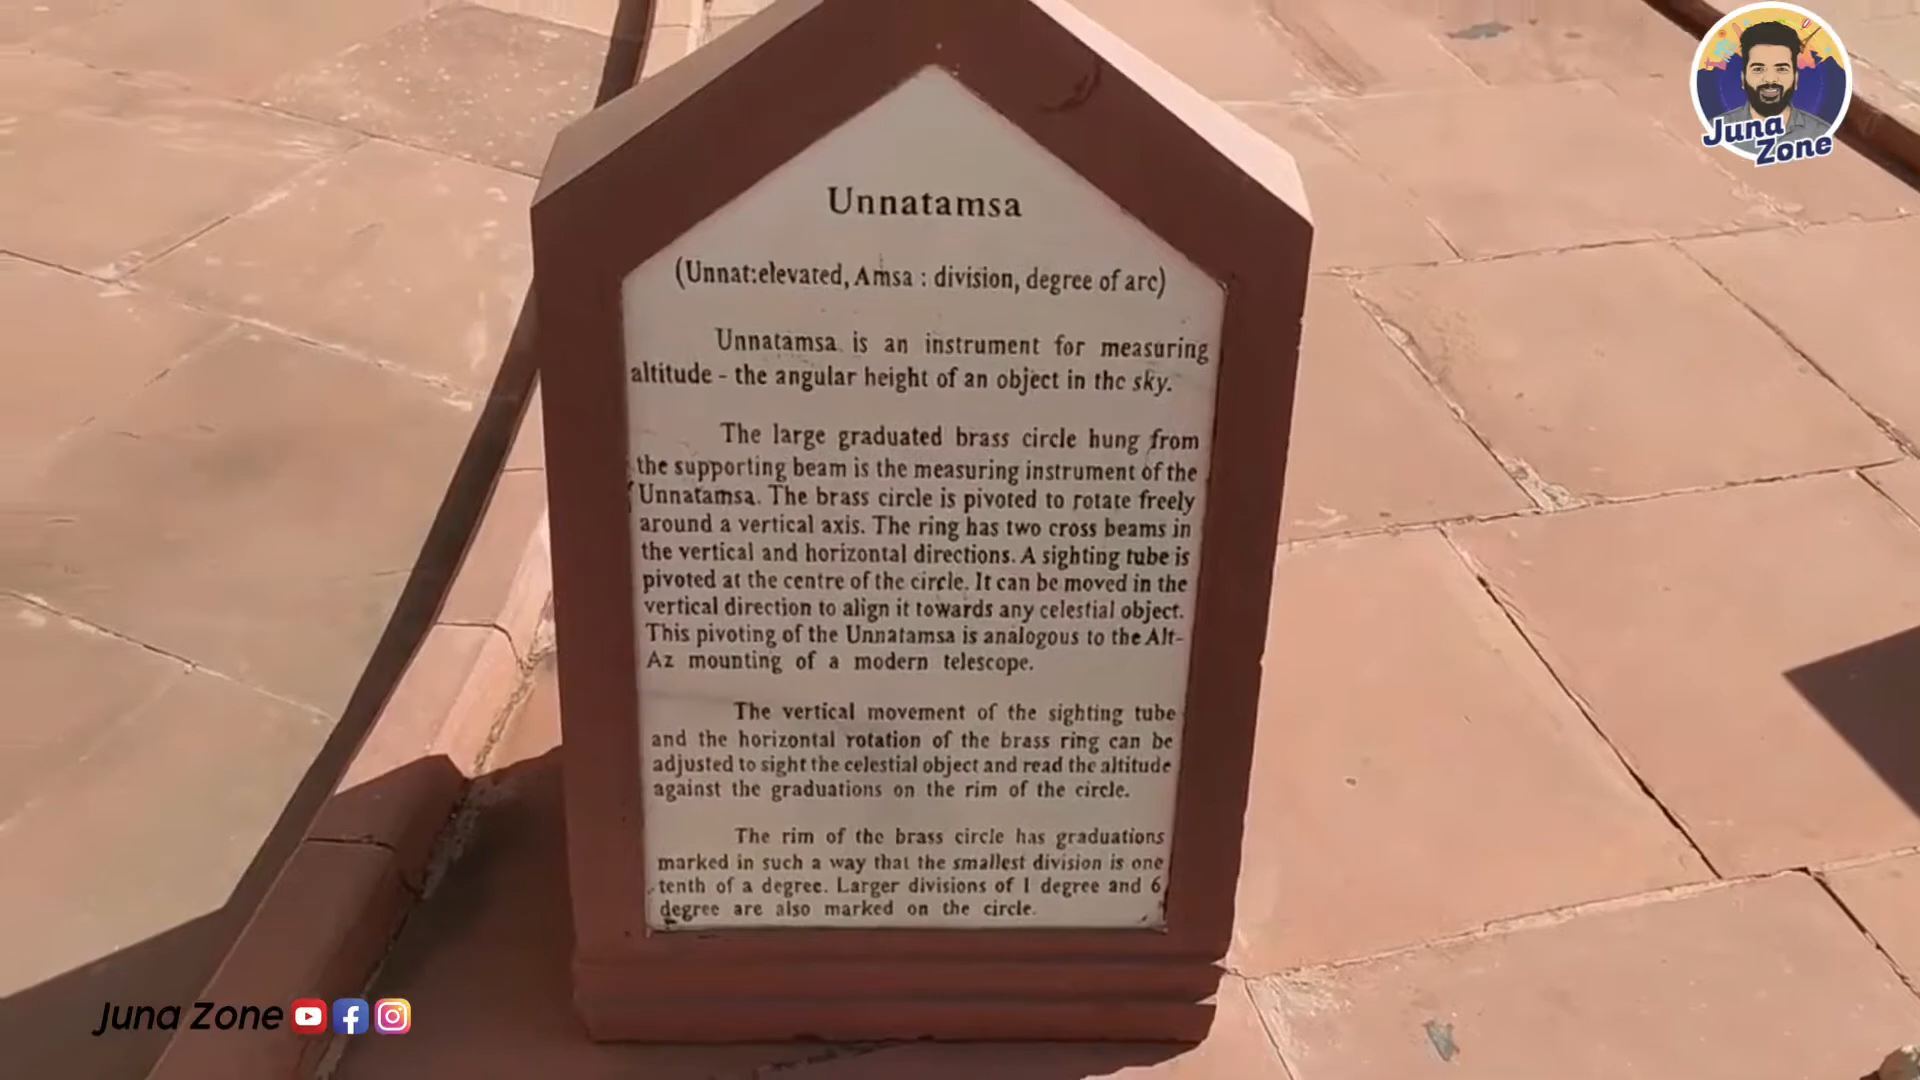 Juna
Zone
Unnatamsa
(Unnat:elevated, Amsa : division, degree of arc)
Unnatamsa is an instrument for measuring
altitude - the angular height of an object in the sky.
The large graduated brass circle hung from
the supporting beam is the measuring instrument of the
Unnatamsa. The brass circle is pivoted to rotate freely
around a vertical axis. The ring has two cross beams in
the vertical and horizontal directions. A sighting tube is
pivoted at the centre of the circle. It can be moved in the
vertical direction to align it towards any celestial object.
This pivoting of the Unnatamsa is analogous to the Alt-
Az mounting of a modern telescope.
The vertical movement of the sighting tube
and the horizontal rotation of the brass ring can be
adjusted to sight the celestial object and read the altitude
against the graduations on the rim of the circle.
The rim of the brass circle has graduations
marked in such a way that the smallest division is one
tenth of a degree. Larger divisions of 1 degree and 6
degree are also marked on the circle.
Juna Zone